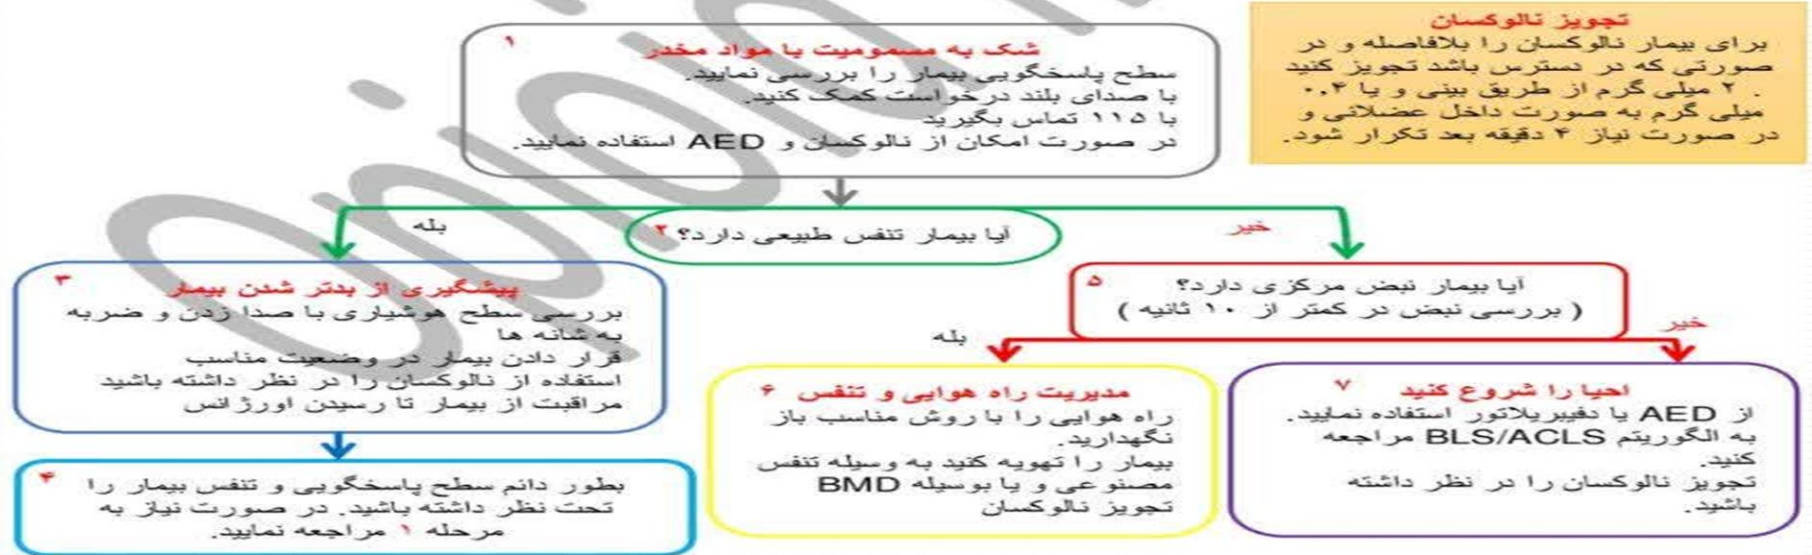 شک به مسمومیت با مواد مخدر ۱
سطح پاسخگویی بیمار را بررسی نمایید.
با صدای بلند درخواست کمک کنید.
با ۱۱۵ تماس بگیرید
در صورت امکان از نالوکسان و AED استفاده نمایید.
تجویز نالوکسان
برای بیمار نالوکسان را بلافاصله و در
صورتی که در دسترس باشد تجویز کنید
. ۲ میلی گرم از طریق بینی و یا ۰.۴
میلی گرم به صورت داخل عضلانی و
در صورت نیاز ۴ دقیقه بعد تکرار شود.
آیا بیمار تنفس طبیعی دارد؟ ۲
خیر
بله
پیشگیری از بدتر شدن بیمار ۳
بررسی سطح هوشیاری با صدا زدن و ضربه
به شانه ها
قرار دادن بیمار در وضعیت مناسب
استفاده از نالوکسان را در نظر داشته باشید
مراقبت از بیمار تا رسیدن اورژانس
بطور دائم سطح پاسخگویی و تنفس بیمار را ۴
تحت نظر داشته باشید. در صورت نیاز به
مرحله ۱ مراجعه نمایید.
آیا بیمار نبض مرکزی دارد؟ ۵
( بررسی نبض در کمتر از ۱۰ ثانیه )
خیر
بله
مدیریت راه هوایی و تنفس ۶
راه هوایی را با روش مناسب باز
نگهدارید.
بیمار را تهویه کنید به وسیله تنفس
مصنوعی و یا بوسیله BMD
تجویز نالوکسان
احیا را شروع کنید ۷
از AED یا دفیبریلاتور استفاده نمایید.
به الگوریتم BLS/ACLS مراجعه
کنید.
تجویز نالوکسان را در نظر داشته
باشید.